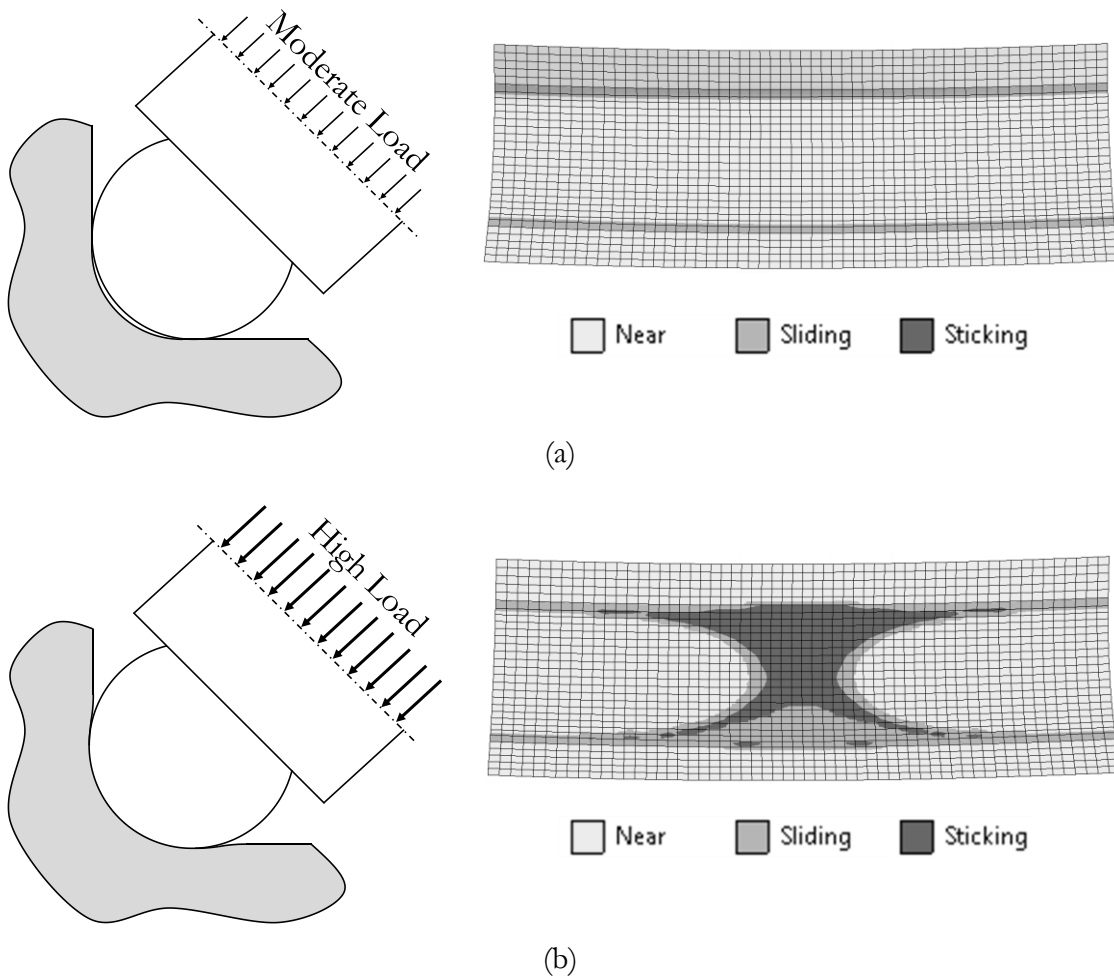 Moderate Load
Near
Sliding
Sticking
(a)
High Load
Near
Sliding
Sticking
(b)